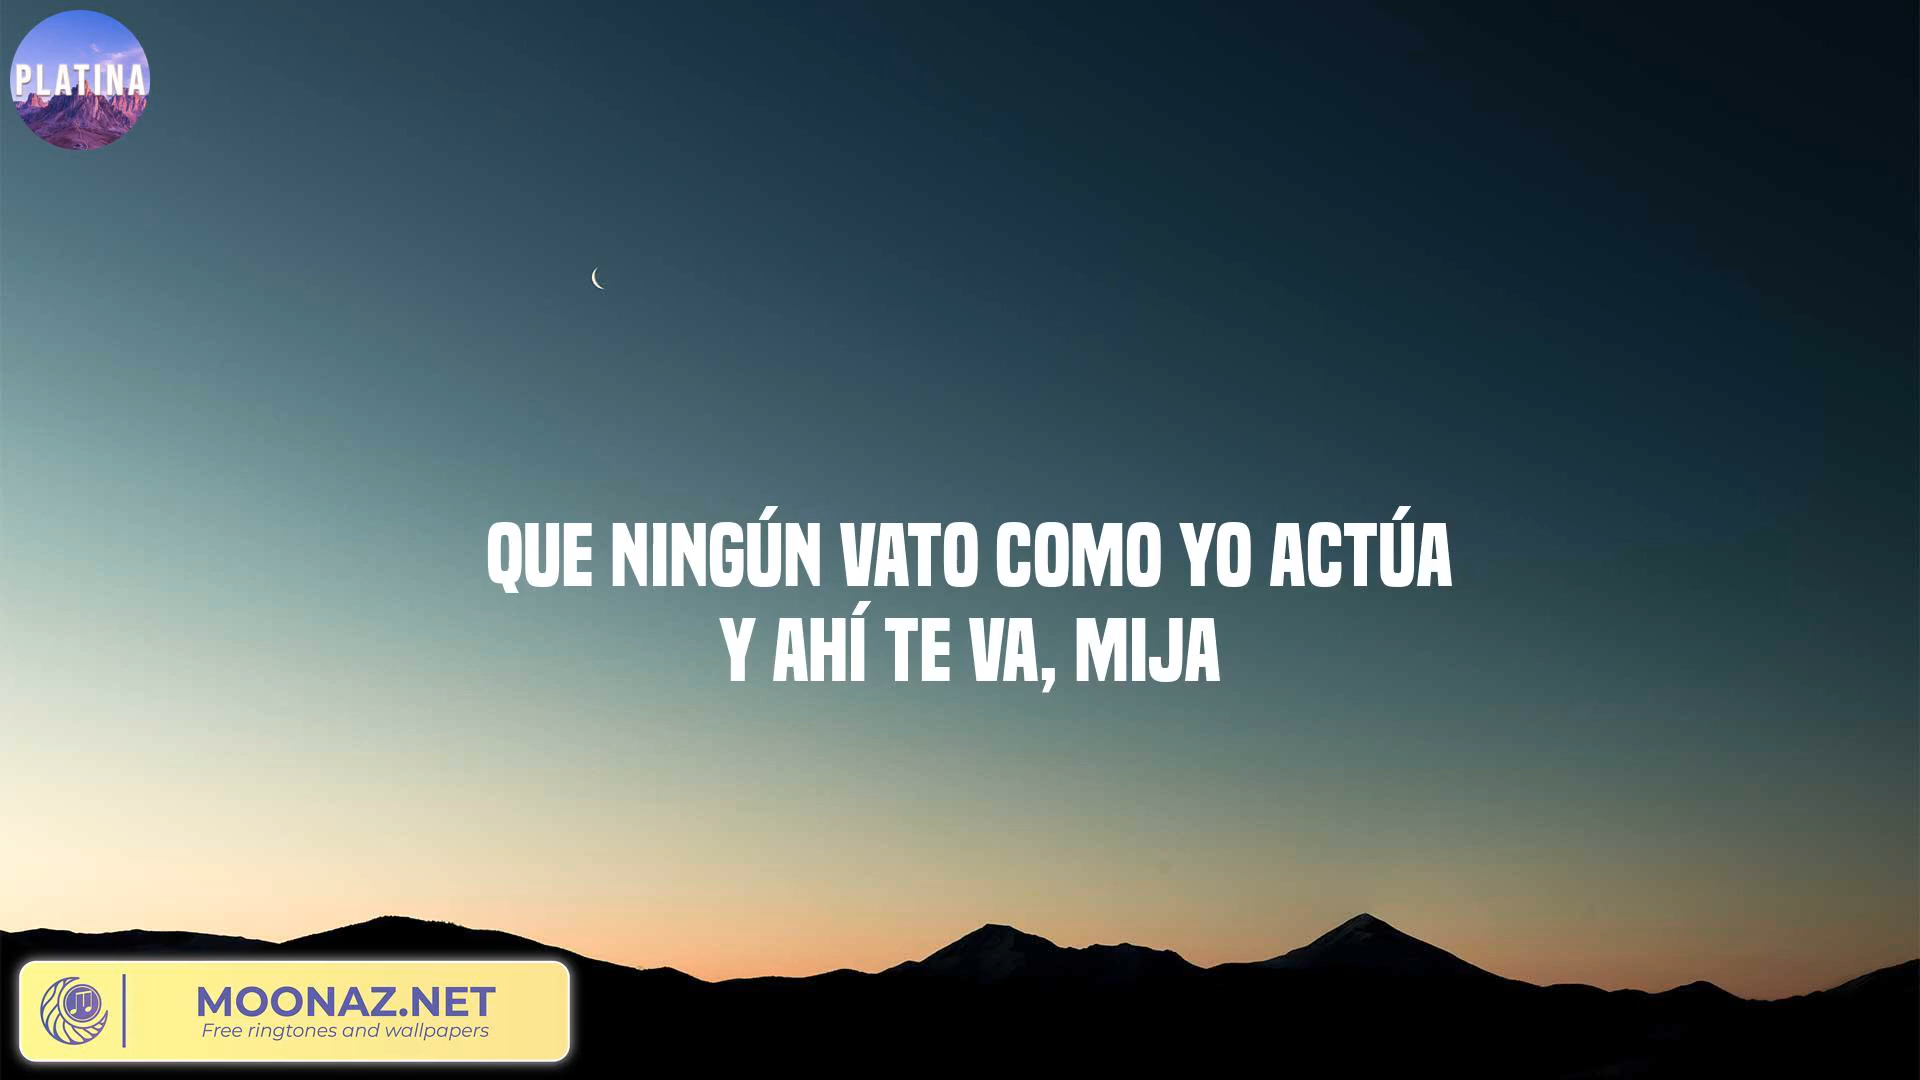 PLATINA
QUE NINGÚN VATO COMO YO ACTÚA
Y AHÍ TE VA, MIJA
MOONAZ.NET
Free ringtones and wallpapers